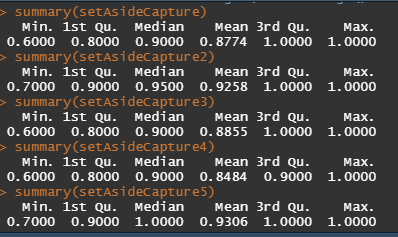 > summary(setAsideCapture)
   Min. 1st Qu.  Median    Mean 3rd Qu.    Max.
 0.6000  0.8000  0.9000  0.8774  1.0000  1.0000
> summary(setAsideCapture2)
   Min. 1st Qu.  Median    Mean 3rd Qu.    Max.
 0.7000  0.9000  0.9500  0.9258  1.0000  1.0000
> summary(setAsideCapture3)
   Min. 1st Qu.  Median    Mean 3rd Qu.    Max.
 0.6000  0.8000  0.9000  0.8855  1.0000  1.0000
> summary(setAsideCapture4)
   Min. 1st Qu.  Median    Mean 3rd Qu.    Max.
 0.6000  0.8000  0.8000  0.8484  0.9000  1.0000
> summary(setAsideCapture5)
   Min. 1st Qu.  Median    Mean 3rd Qu.    Max.
 0.7000  0.9000  1.0000  0.9306  1.0000  1.0000